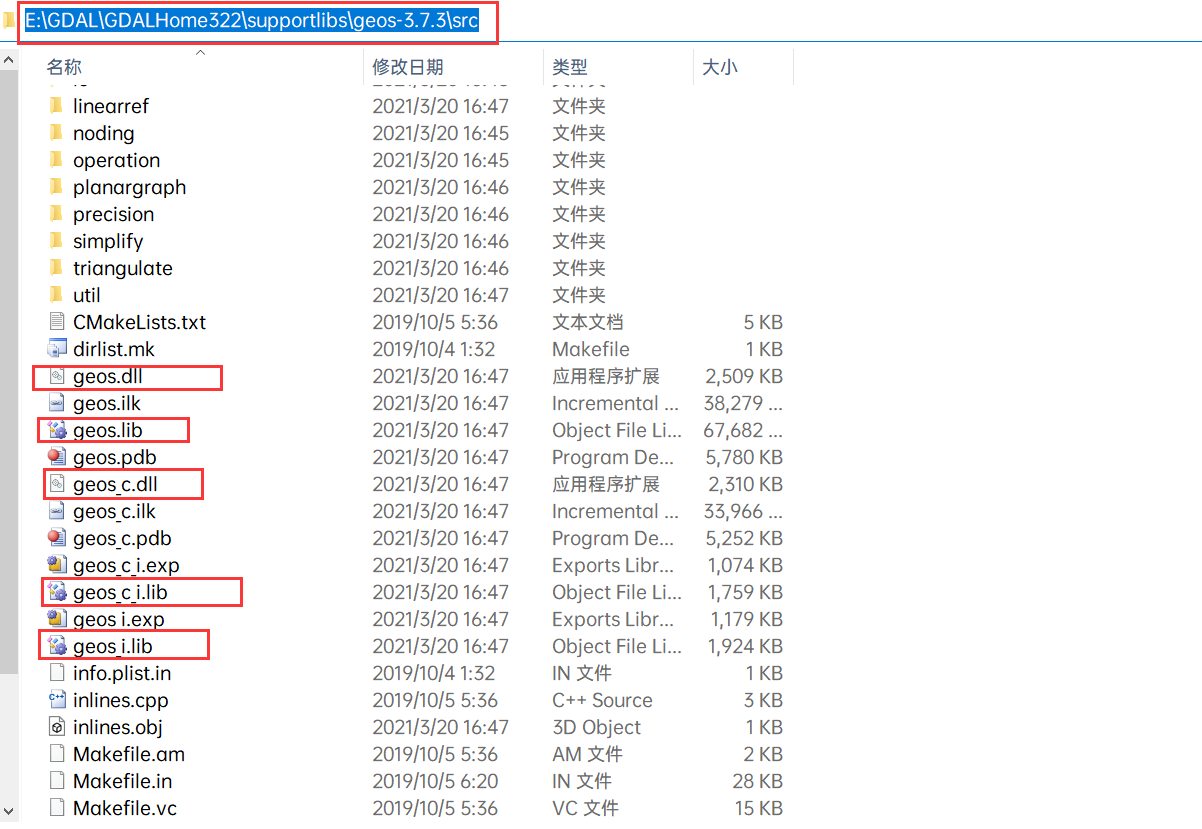 E:\GDAL\GDALHome322\supportlibs\geos-3.7.3\src
名称 修改日期 类型 大小
linearref 2021/3/20 16:47 文件夹
noding 2021/3/20 16:45 文件夹
operation 2021/3/20 16:45 文件夹
planargraph 2021/3/20 16:46 文件夹
precision 2021/3/20 16:46 文件夹
simplify 2021/3/20 16:46 文件夹
triangulate 2021/3/20 16:46 文件夹
util 2021/3/20 16:47 文件夹
CMakeLists.txt 2019/10/5 5:36 文本文档 5 KB
dirlist.mk 2019/10/4 1:32 Makefile 1 KB
geos.dll 2021/3/20 16:47 应用程序扩展 2,509 KB
geos.ilk 2021/3/20 16:47 Incremental ... 38,279 ...
geos.lib 2021/3/20 16:47 Object File Li... 67,682 ...
geos.pdb 2021/3/20 16:47 Program De... 5,780 KB
geos_c.dll 2021/3/20 16:47 应用程序扩展 2,310 KB
geos_c.ilk 2021/3/20 16:47 Incremental ... 33,966 ...
geos_c.pdb 2021/3/20 16:47 Program De... 5,252 KB
geos_c_i.exp 2021/3/20 16:47 Exports Libr... 1,074 KB
geos_c_i.lib 2021/3/20 16:47 Object File Li... 1,759 KB
geos_i.exp 2021/3/20 16:47 Exports Libr... 1,179 KB
geos_i.lib 2021/3/20 16:47 Object File Li... 1,924 KB
info.plist.in 2019/10/4 1:32 IN 文件 1 KB
inlines.cpp 2019/10/5 5:36 C++ Source 3 KB
inlines.obj 2021/3/20 16:47 3D Object 1 KB
Makefile.am 2019/10/5 5:36 AM 文件 2 KB
Makefile.in 2019/10/5 6:20 IN 文件 28 KB
Makefile.vc 2019/10/5 5:36 VC 文件 15 KB